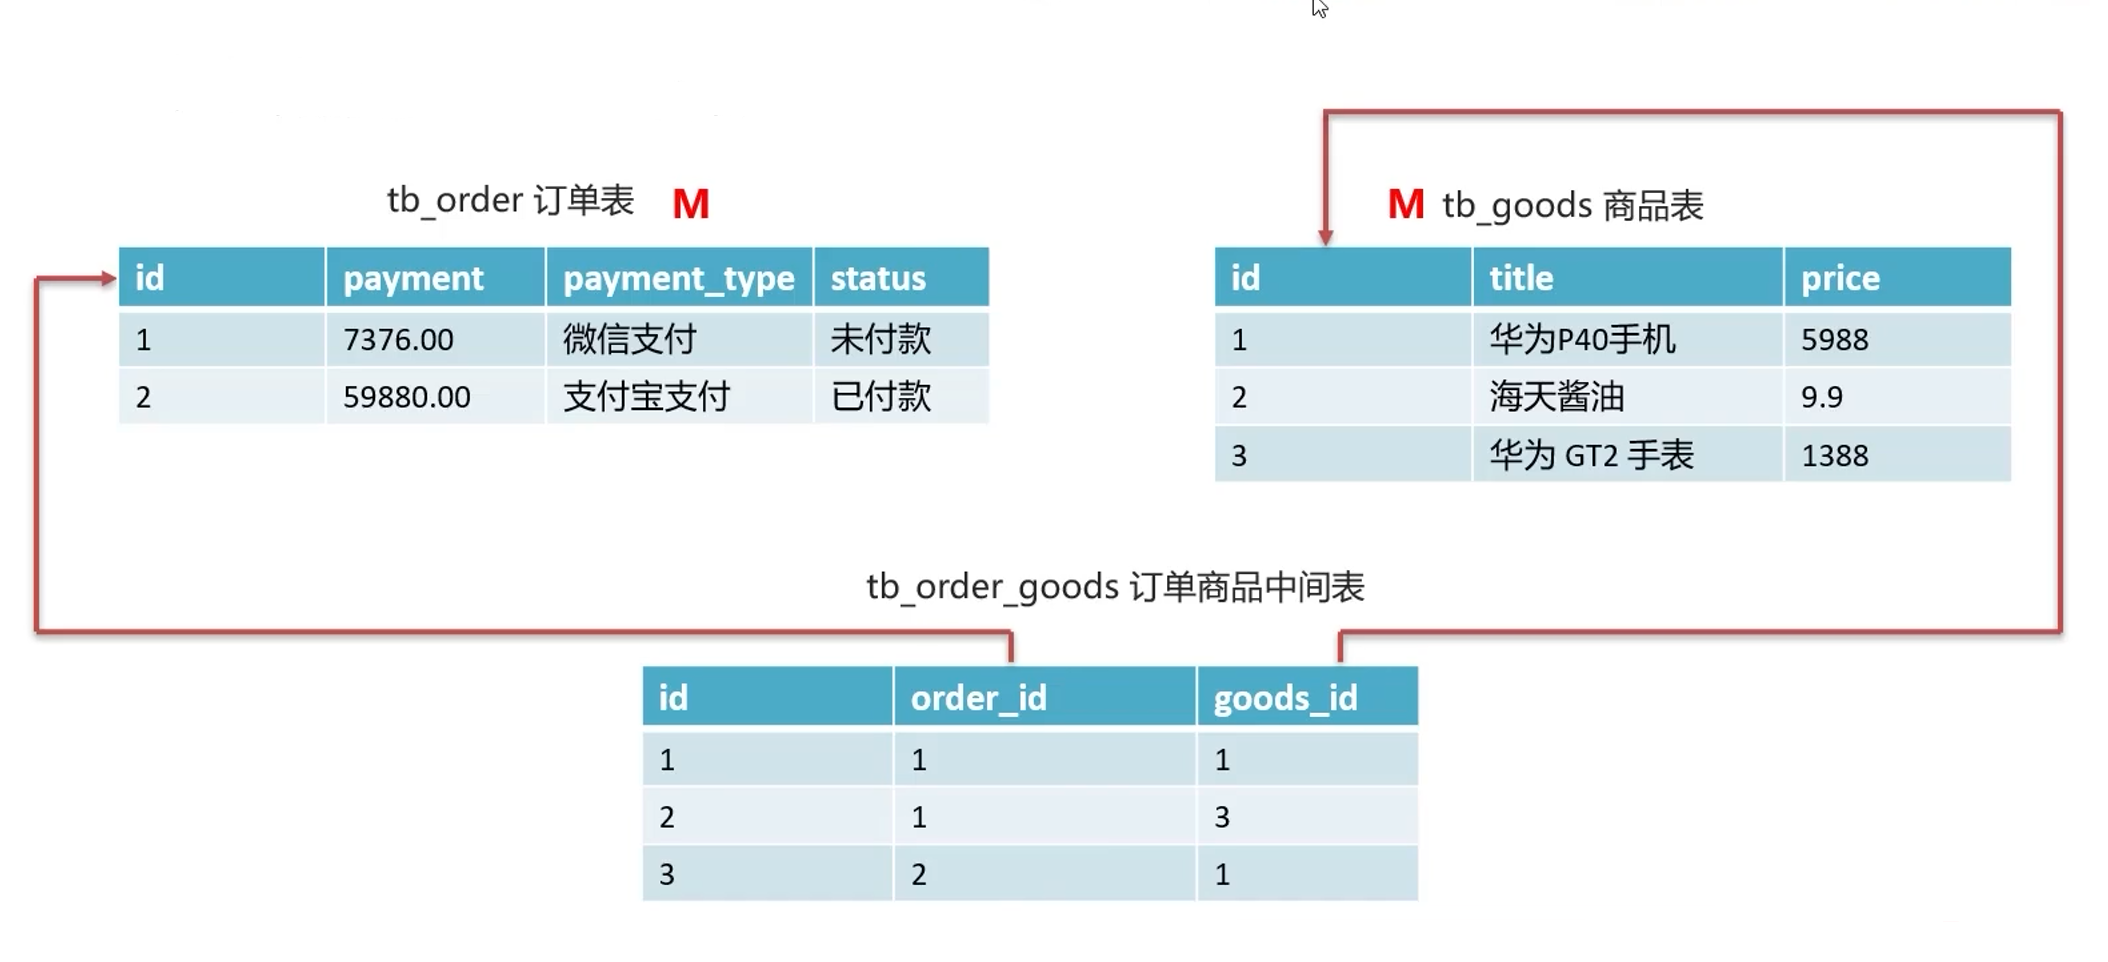 tb_order 订单表 M
id payment payment_type status
1 7376.00 微信支付 未付款
2 59880.00 支付宝支付 已付款
M tb_goods 商品表
id title price
1 华为P40手机 5988
2 海天酱油 9.9
3 华为 GT2 手表 1388
tb_order_goods 订单商品中间表
id order_id goods_id
1 1 1
2 1 3
3 2 1